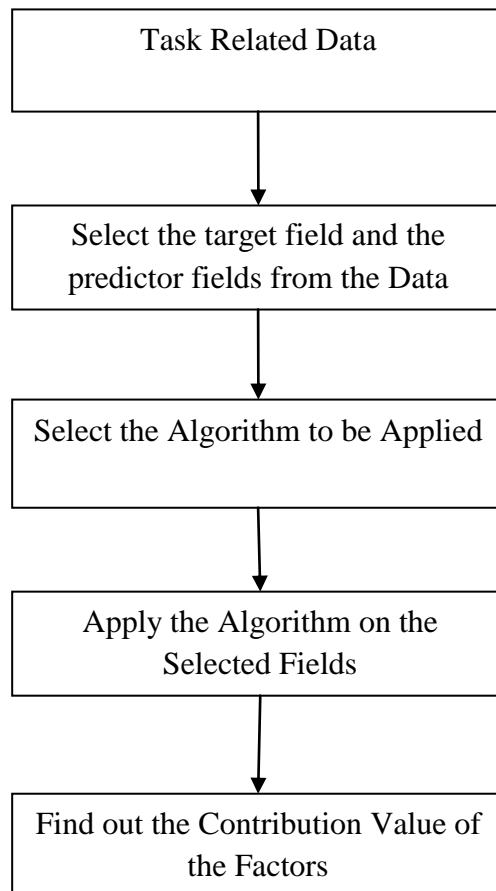 Task Related Data
Select the target field and the
predictor fields from the Data
Select the Algorithm to be Applied
Apply the Algorithm on the
Selected Fields
Find out the Contribution Value of
the Factors